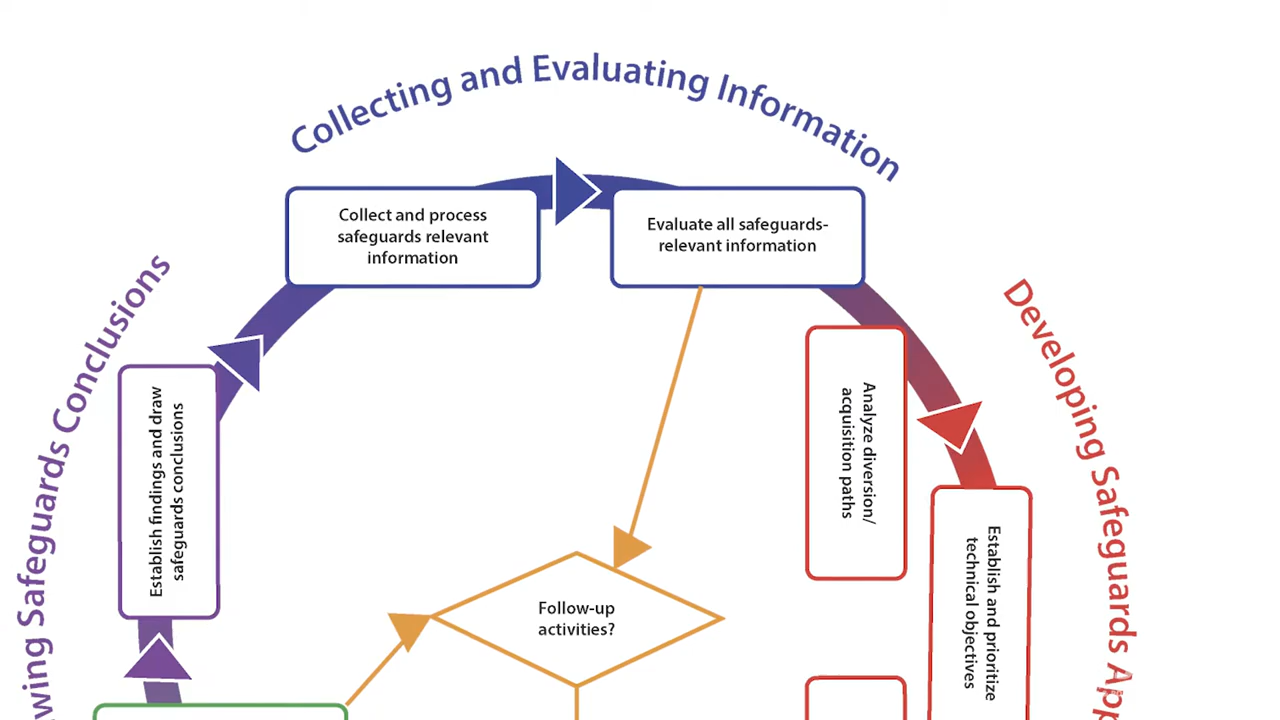 Collecting and Evaluating Information
Collect and process
safeguards relevant
information
Evaluate all safeguards-
relevant information
Safeguards Conclusions
Establish findings and draw
safeguards conclusions
Developing Safeguards
Analyze diversion/
acquisition paths
Establish and prioritize
technical objectives
Follow-up
activities?